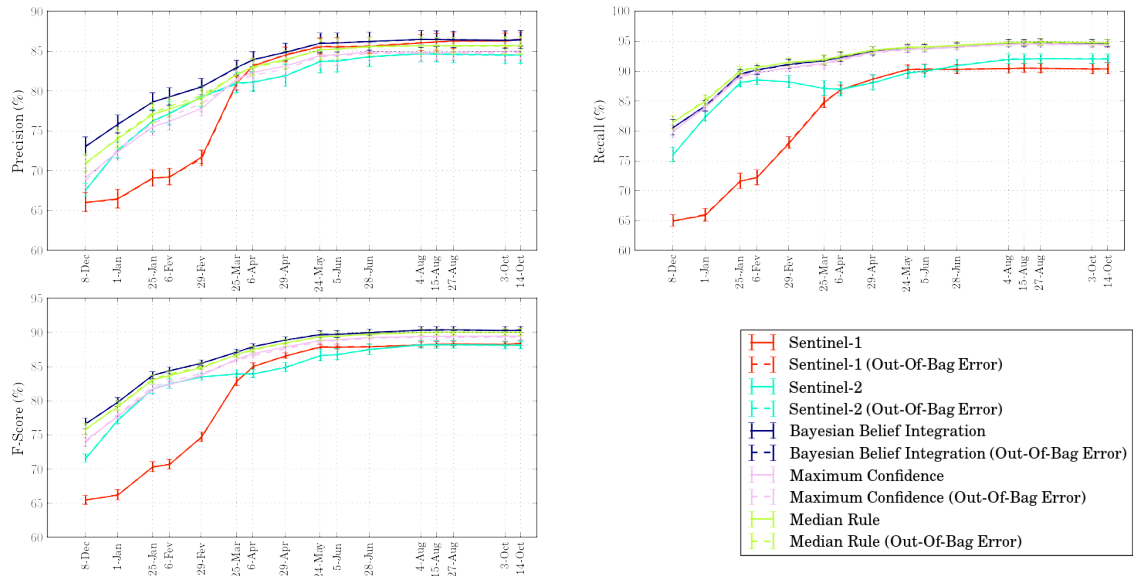 Precision (%)
90
85
80
75
70
65
60
8-Dec
1-Jan
25-Jan
6-Fev
29-Fev
25-Mar
6-Apr
29-Apr
24-May
5-Jun
28-Jun
4-Aug
15-Aug
27-Aug
3-Oct
14-Oct
Recall (%)
100
95
90
85
80
75
70
65
60
8-Dec
1-Jan
25-Jan
6-Fev
29-Fev
25-Mar
6-Apr
29-Apr
24-May
5-Jun
28-Jun
4-Aug
15-Aug
27-Aug
3-Oct
14-Oct
F-Score (%)
95
90
85
80
75
70
65
60
8-Dec
1-Jan
25-Jan
6-Fev
29-Fev
25-Mar
6-Apr
29-Apr
24-May
5-Jun
28-Jun
4-Aug
15-Aug
27-Aug
3-Oct
14-Oct
Sentinel-1
Sentinel-1 (Out-Of-Bag Error)
Sentinel-2
Sentinel-2 (Out-Of-Bag Error)
Bayesian Belief Integration
Bayesian Belief Integration (Out-Of-Bag Error)
Maximum Confidence
Maximum Confidence (Out-Of-Bag Error)
Median Rule
Median Rule (Out-Of-Bag Error)